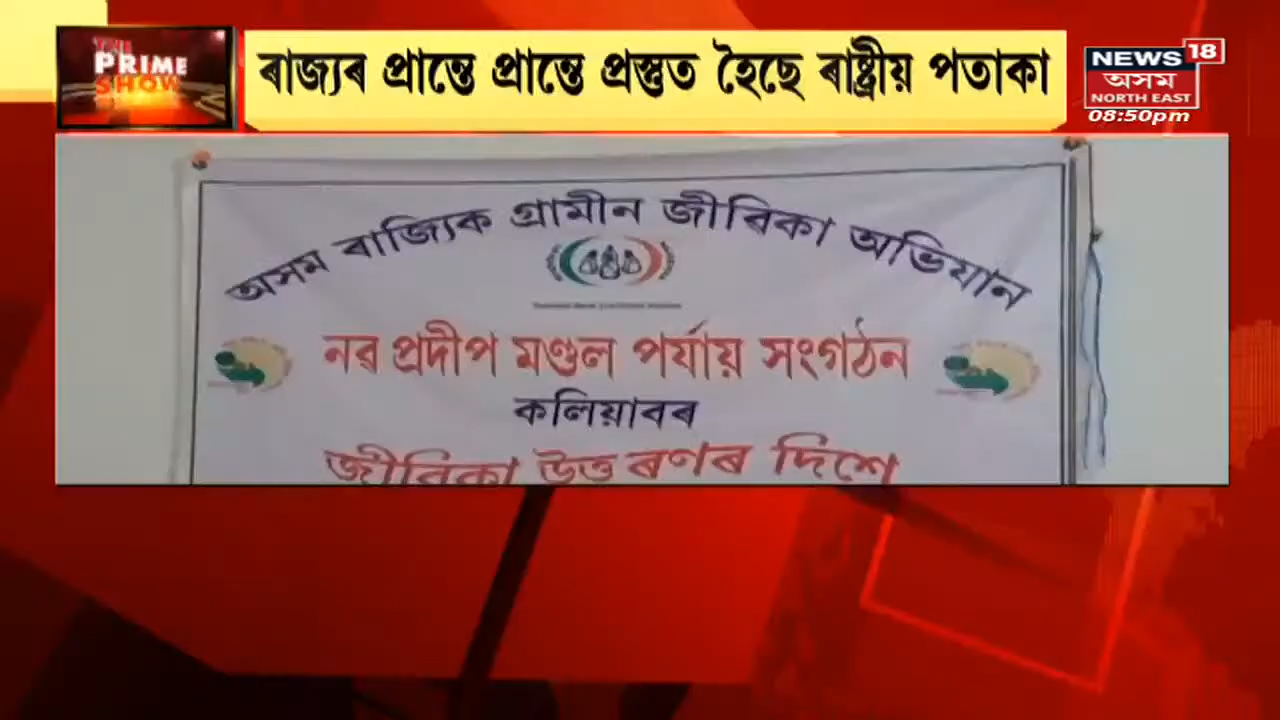 THE PRIME SHOW
ৰাজ্যৰ প্ৰান্তে প্ৰান্তে প্ৰস্তুত হৈছে ৰাষ্ট্ৰীয় পতাকা
NEWS 18
অসম
NORTH EAST
08:50pm
অসম ৰাজ্যিক গ্ৰামীন জীৱিকা অভিযান
নৱ প্ৰদীপ মণ্ডল পৰ্যায় সংগঠন
কলিয়াবৰ
জীৱিকা উত্তৰণৰ দিশে